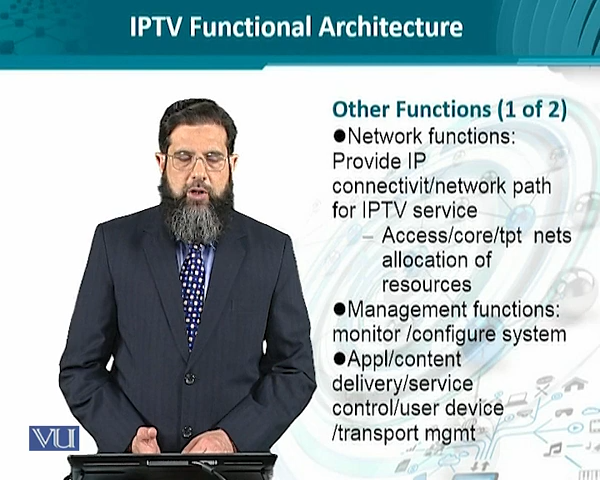 IPTV Functional Architecture
Other Functions (1 of 2)
●Network functions:
Provide IP
connectivit/network path
for IPTV service
– Access/core/tpt nets
allocation of
resources
●Management functions:
monitor /configure system
●Appl/content
delivery/service
control/user device
/transport mgmt
VU